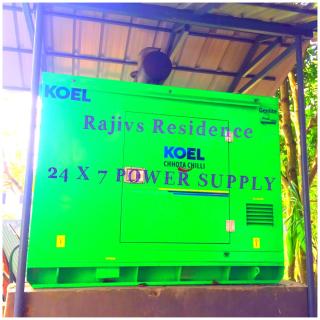 KOEL
Rajivs Residence
KOEL
CHHOTA CHILLI
24 X 7 POWER SUPPLY